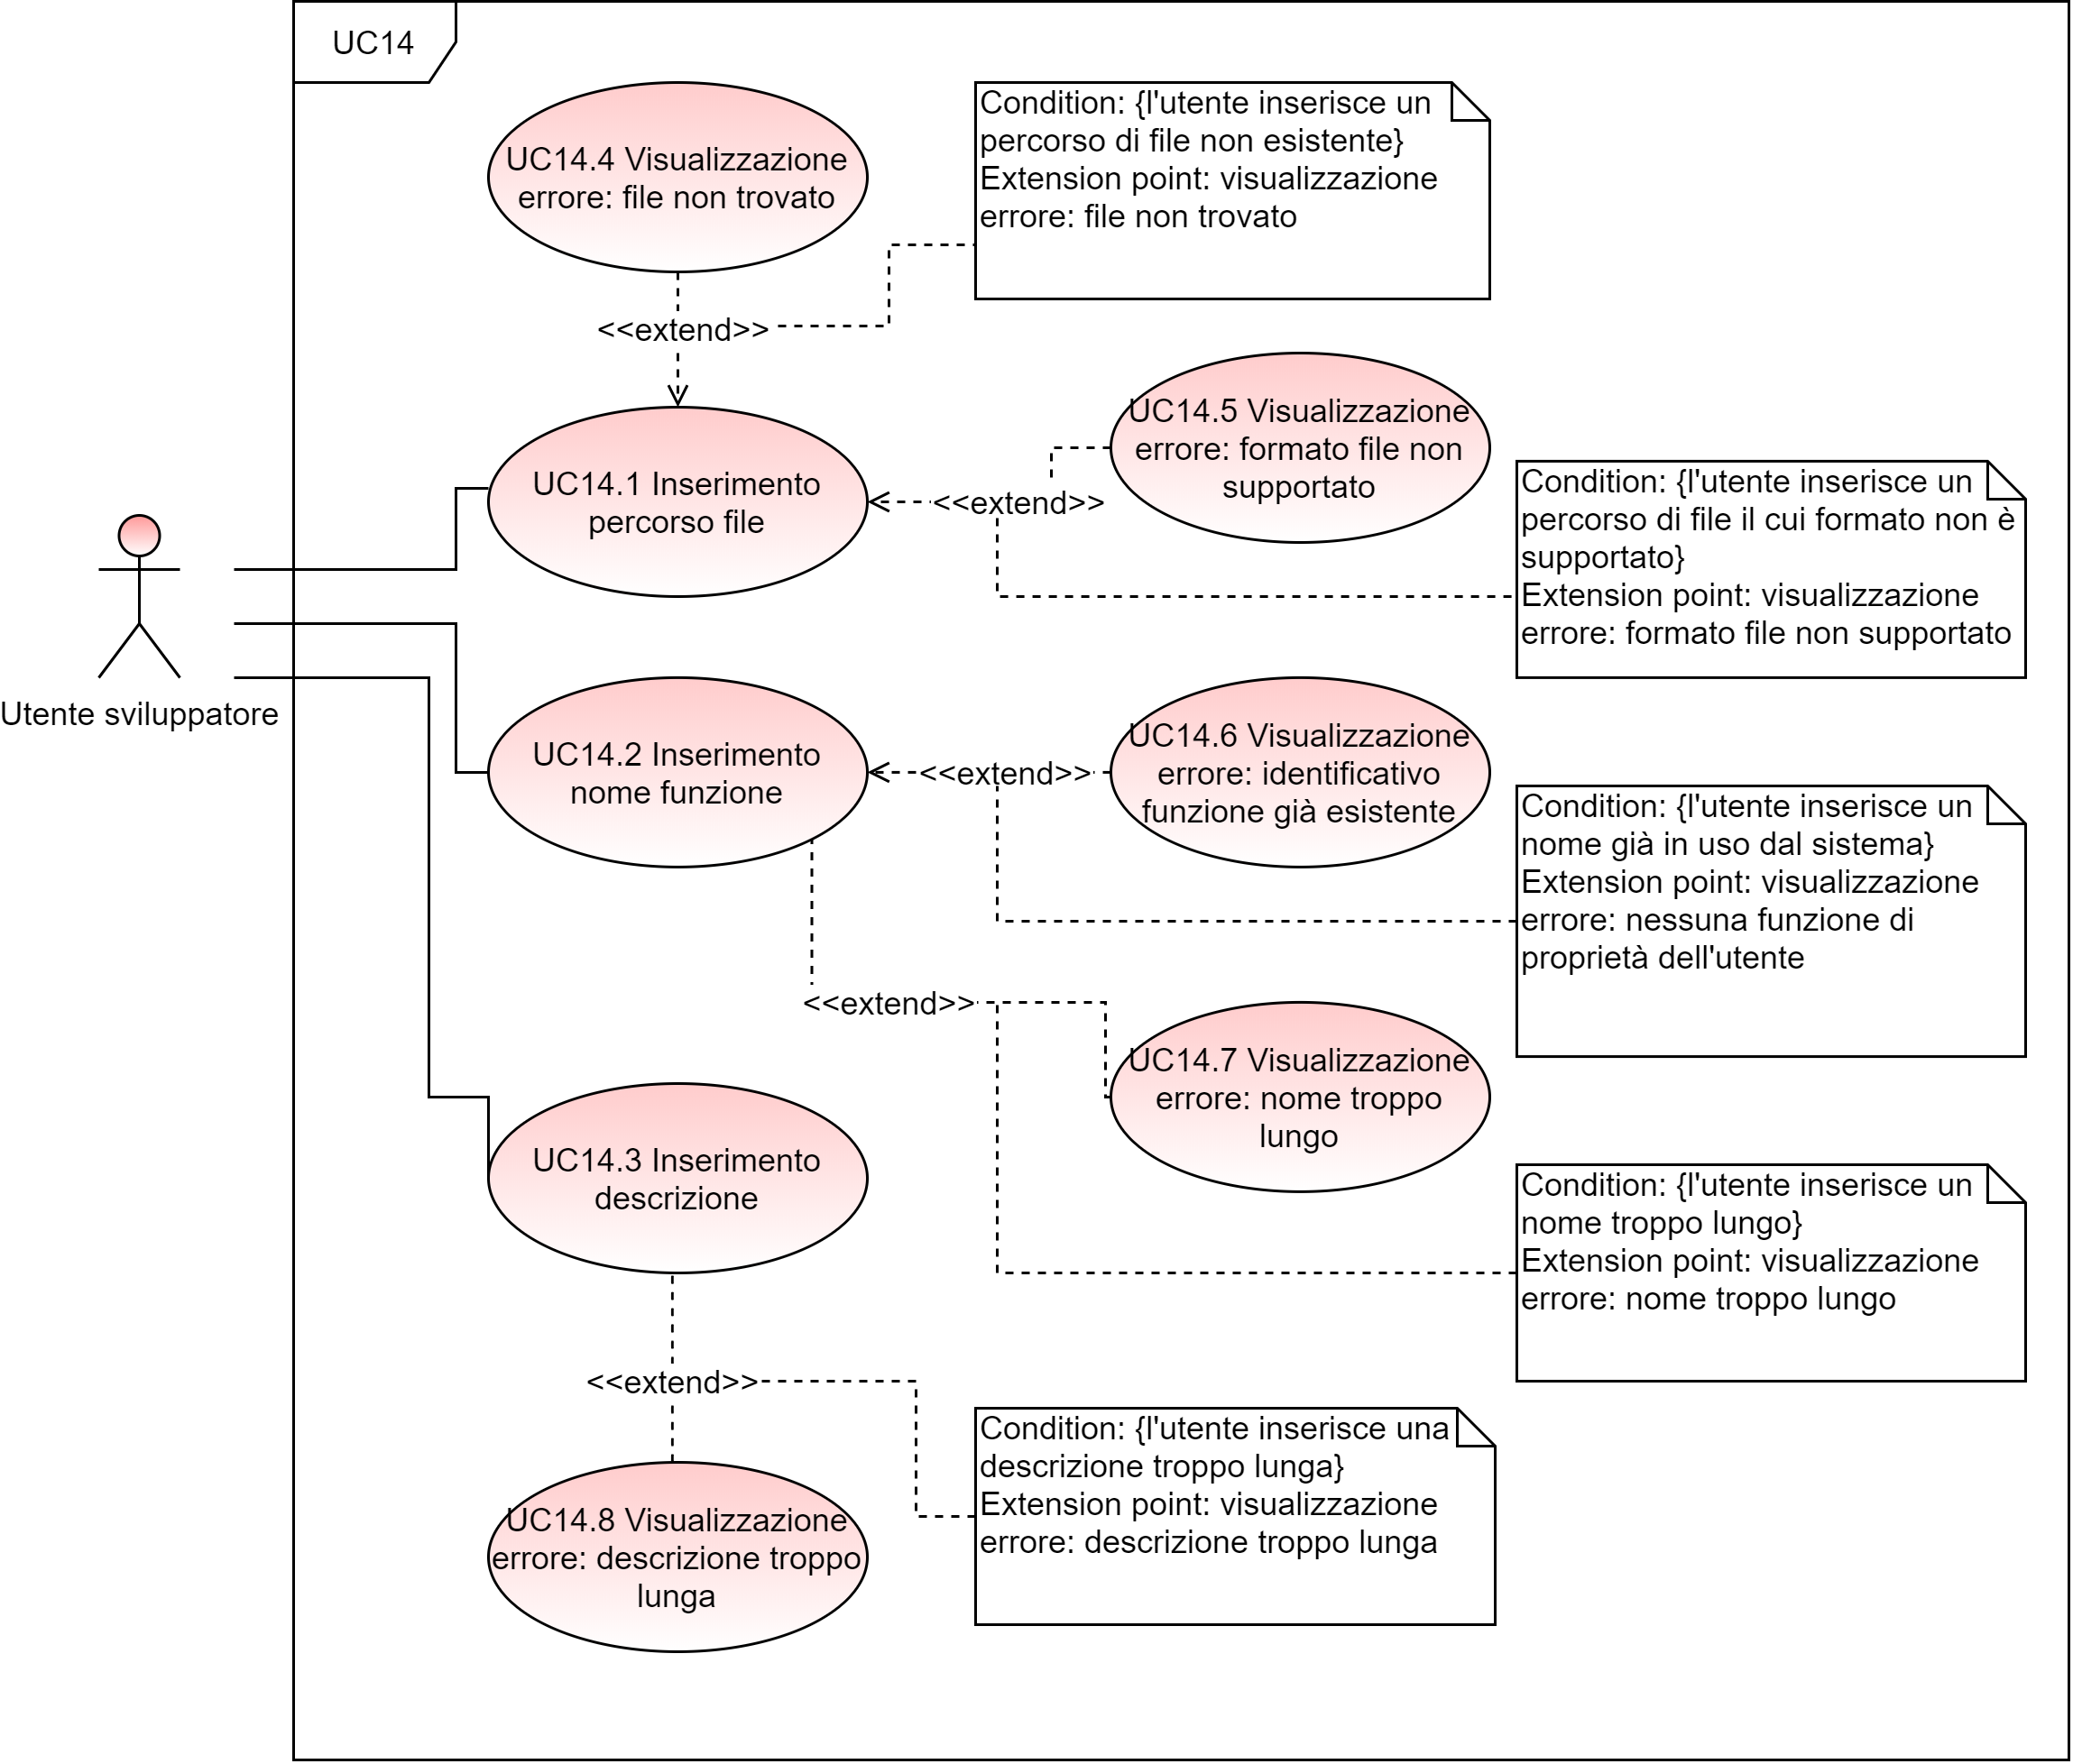 UC14
UC14.4 Visualizzazione
errore: file non trovato
Condition: {l'utente inserisce un
percorso di file non esistente}
Extension point: visualizzazione
errore: file non trovato
<<extend>>
UC14.5 Visualizzazione
errore: formato file non
supportato
UC14.1 Inserimento
percorso file
<<extend>>
Condition: {l'utente inserisce un
percorso di file il cui formato non è
supportato}
Extension point: visualizzazione
errore: formato file non supportato
Utente sviluppatore
UC14.2 Inserimento
nome funzione
<<extend>>
UC14.6 Visualizzazione
errore: identificativo
funzione già esistente
Condition: {l'utente inserisce un
nome già in uso dal sistema}
Extension point: visualizzazione
errore: nessuna funzione di
proprietà dell'utente
<<extend>>
UC14.7 Visualizzazione
errore: nome troppo
lungo
UC14.3 Inserimento
descrizione
Condition: {l'utente inserisce un
nome troppo lungo}
Extension point: visualizzazione
errore: nome troppo lungo
<<extend>>
Condition: {l'utente inserisce una
descrizione troppo lunga}
Extension point: visualizzazione
errore: descrizione troppo lunga
UC14.8 Visualizzazione
errore: descrizione troppo
lunga